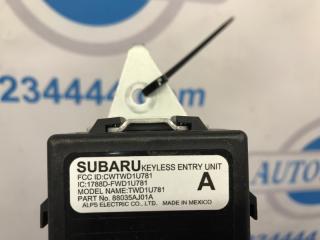 234444.
AUTOS
SUBARU KEYLESS ENTRY UNIT
FCC ID:CWTWD1U781
IC:1788D-FWD1U781
MODEL NAME:TWD1U781
PART No. 88035AJ01A
ALPS ELECTRIC CO., LTD. MADE IN MEXICO
A